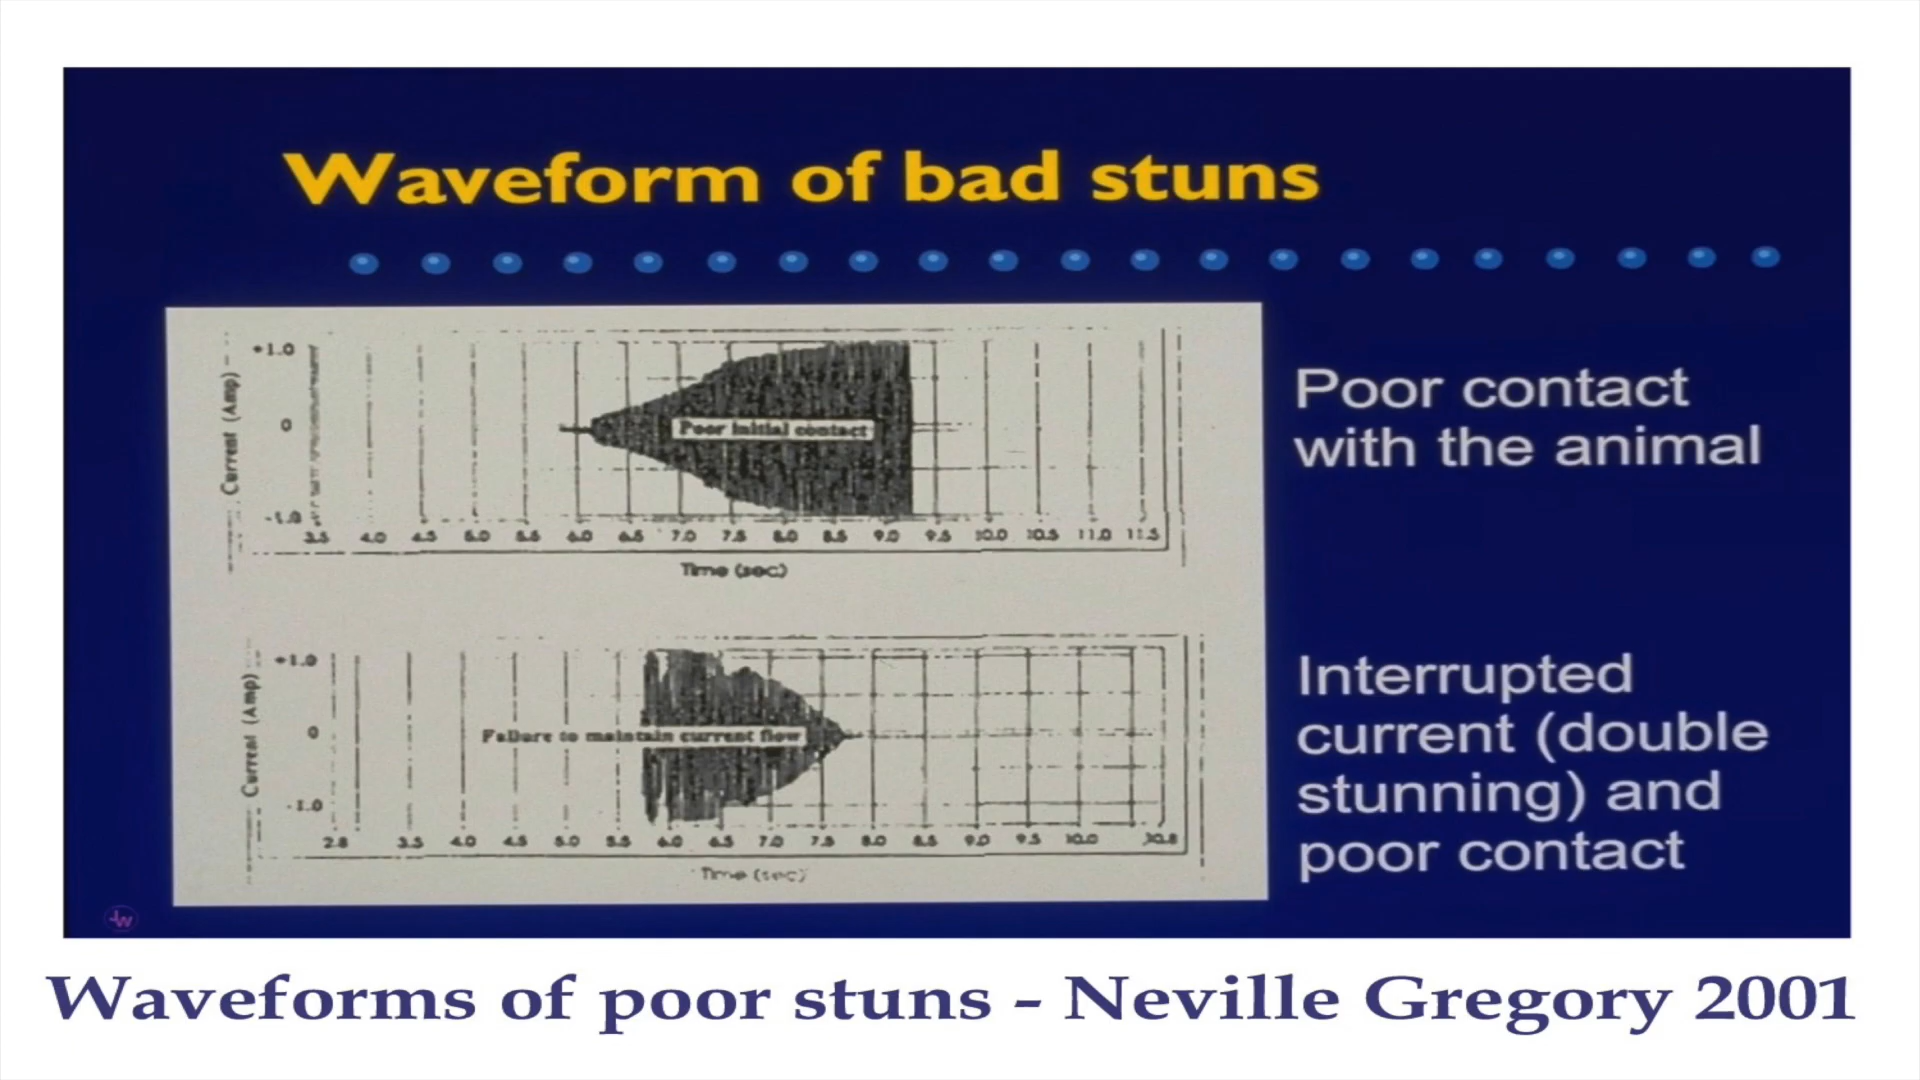 Waveform of bad stuns
Current (Amp)
+1.0
0
-1.0
Poor initial contact
3.5 4.0 4.5 5.0 5.5 6.0 6.5 7.0 7.5 8.0 8.5 9.0 9.5 10.0 10.5 11.0 11.5
Time (sec)
Poor contact
with the animal
Current (Amp)
+1.0
0
-1.0
Failure to maintain current flow
2.8 3.5 4.0 4.5 5.0 5.5 6.0 6.5 7.0 7.5 8.0 8.5 9.0 9.5 10.0 10.8
Time (sec)
Interrupted
current (double
stunning) and
poor contact
Waveforms of poor stuns - Neville Gregory 2001